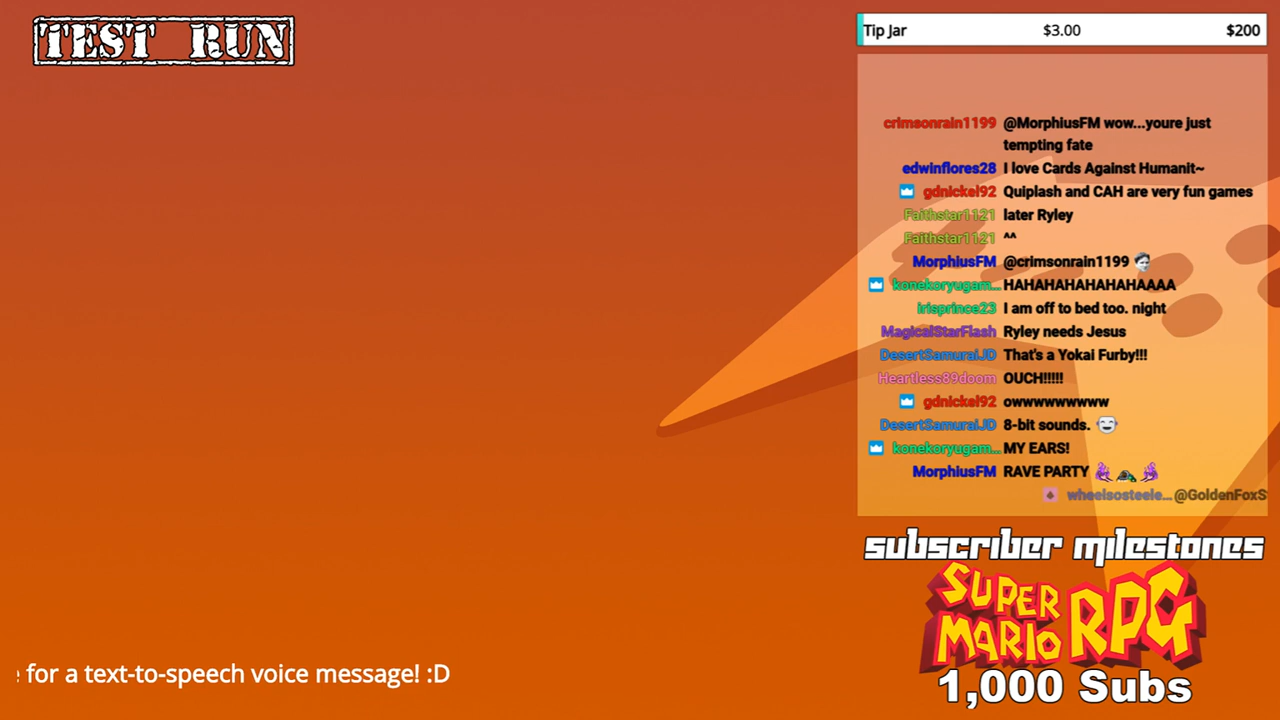 TEST RUN
Tip Jar $3.00 $200
crimsonrain1199 @MorphiusFM wow...youre just
tempting fate
edwinflores28 I love Cards Against Humanit~
gdnickel92 Quiplash and CAH are very fun games
Faithstar1121 later Ryley
Faithstar1121 ^^
MorphiusFM @crimsonrain1199
konekoryugam... HAHAHAHAHAHAHAAAA
irisprince23 I am off to bed too. night
MagicalStarFlash Ryley needs Jesus
DesertSamuraiJD That's a Yokai Furby!!!
Heartless89doom OUCH!!!!!
gdnickel92 owwwwwwwwww
DesertSamuraiJD 8-bit sounds.
konekoryugam... MY EARS!
MorphiusFM RAVE PARTY
wheelsosteele... @GoldenFoxS
subscriber milestones
SUPER
MARIO RPG
1,000 Subs
for a text-to-speech voice message! :D